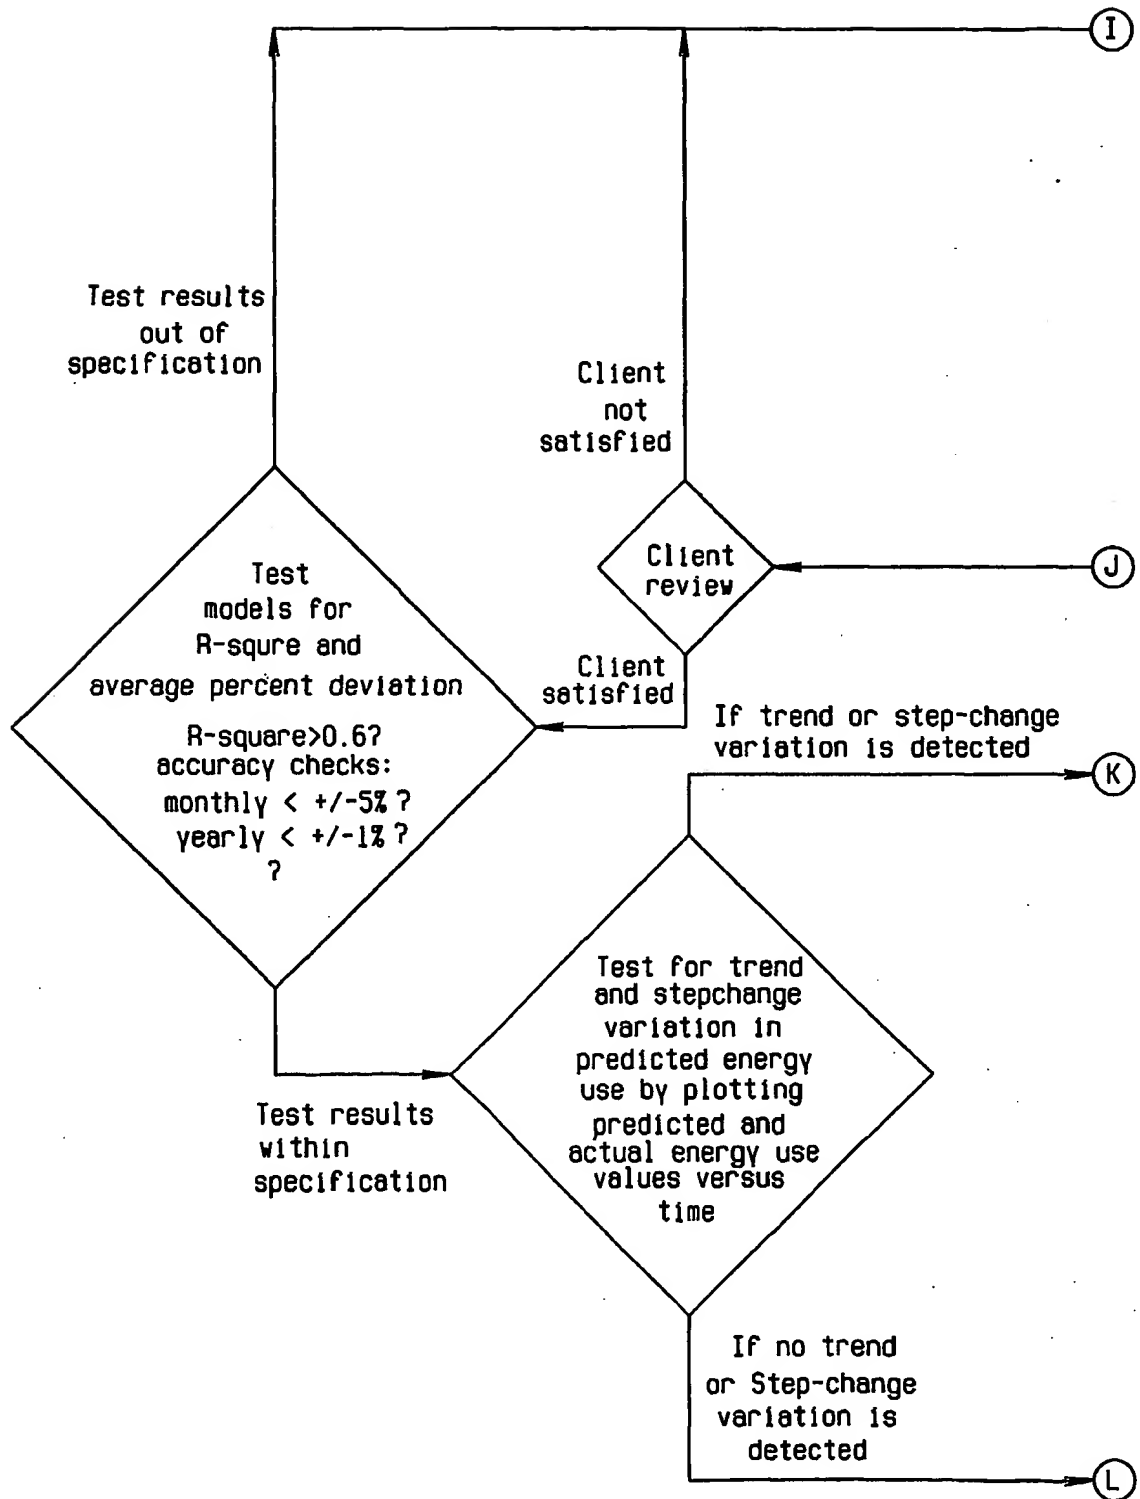 I
Test results
out of
specification
Client
not
satisfied
Client
review
J
Test
models for
R-squre and
average percent deviation
R-square>0.6?
accuracy checks:
monthly < +/-5% ?
yearly < +/-1% ?
?
Client
satisfied
If trend or step-change
variation is detected
K
Test for trend
and stepchange
variation in
predicted energy
use by plotting
predicted and
actual energy use
values versus
time
Test results
within
specification
If no trend
or Step-change
variation is
detected
L